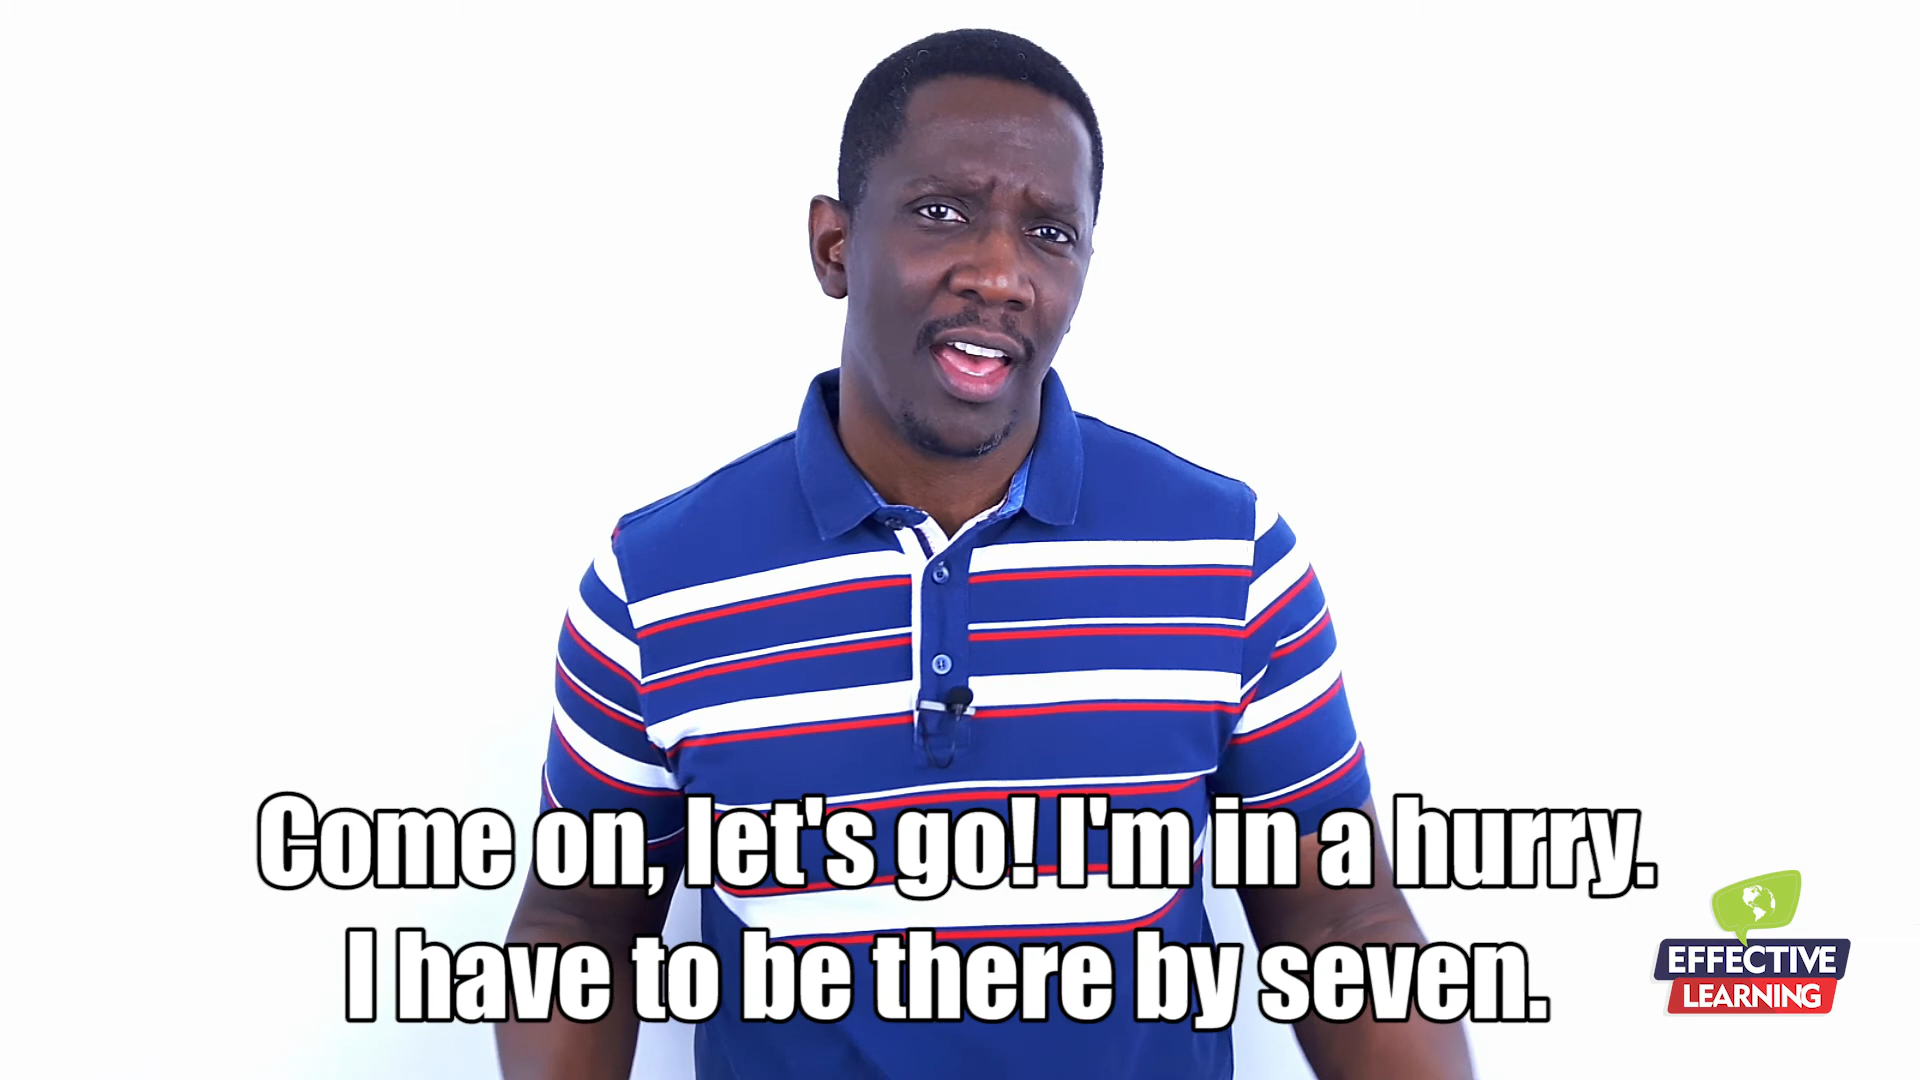 Come on, let's go! I'm in a hurry.
I have to be there by seven.
EFFECTIVE
LEARNING